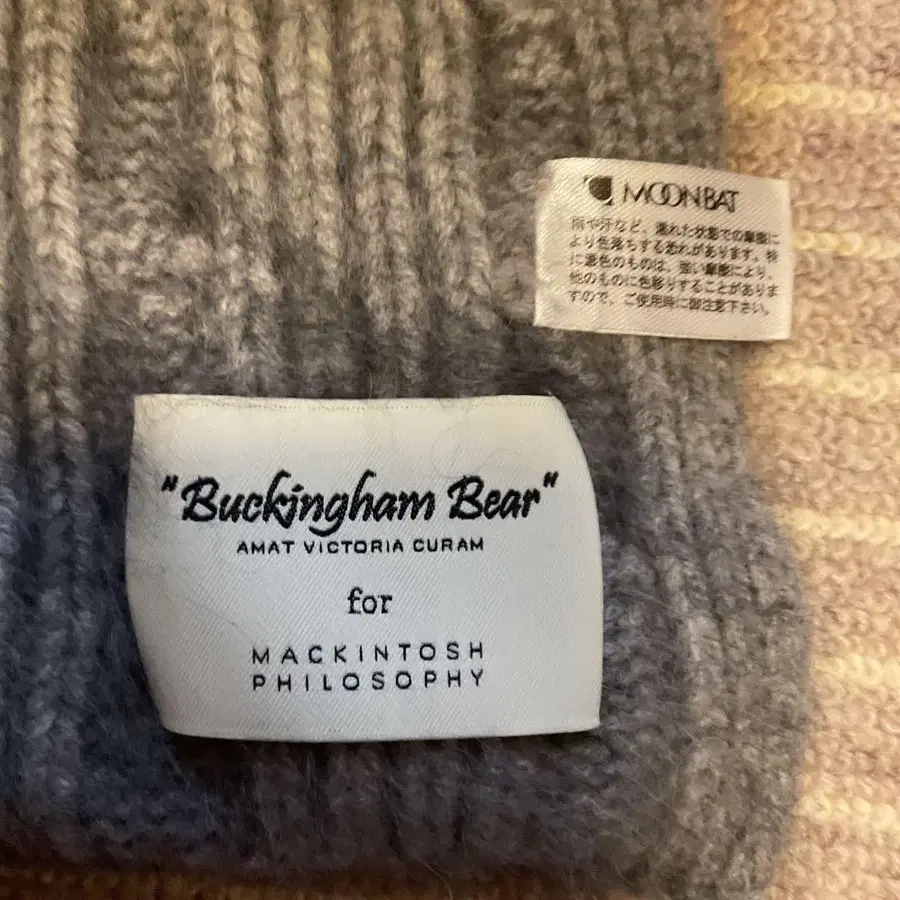 MOONBAT
雨や汗など、濡れた状態での摩擦に
より色落ちする恐れがあります。特
に濃色のものは、強い摩擦により、
他のものに色移りすることがありま
すので、ご使用時に御注意下さい。
"Buckingham Bear"
AMAT VICTORIA CURAM
for
MACKINTOSH
PHILOSOPHY